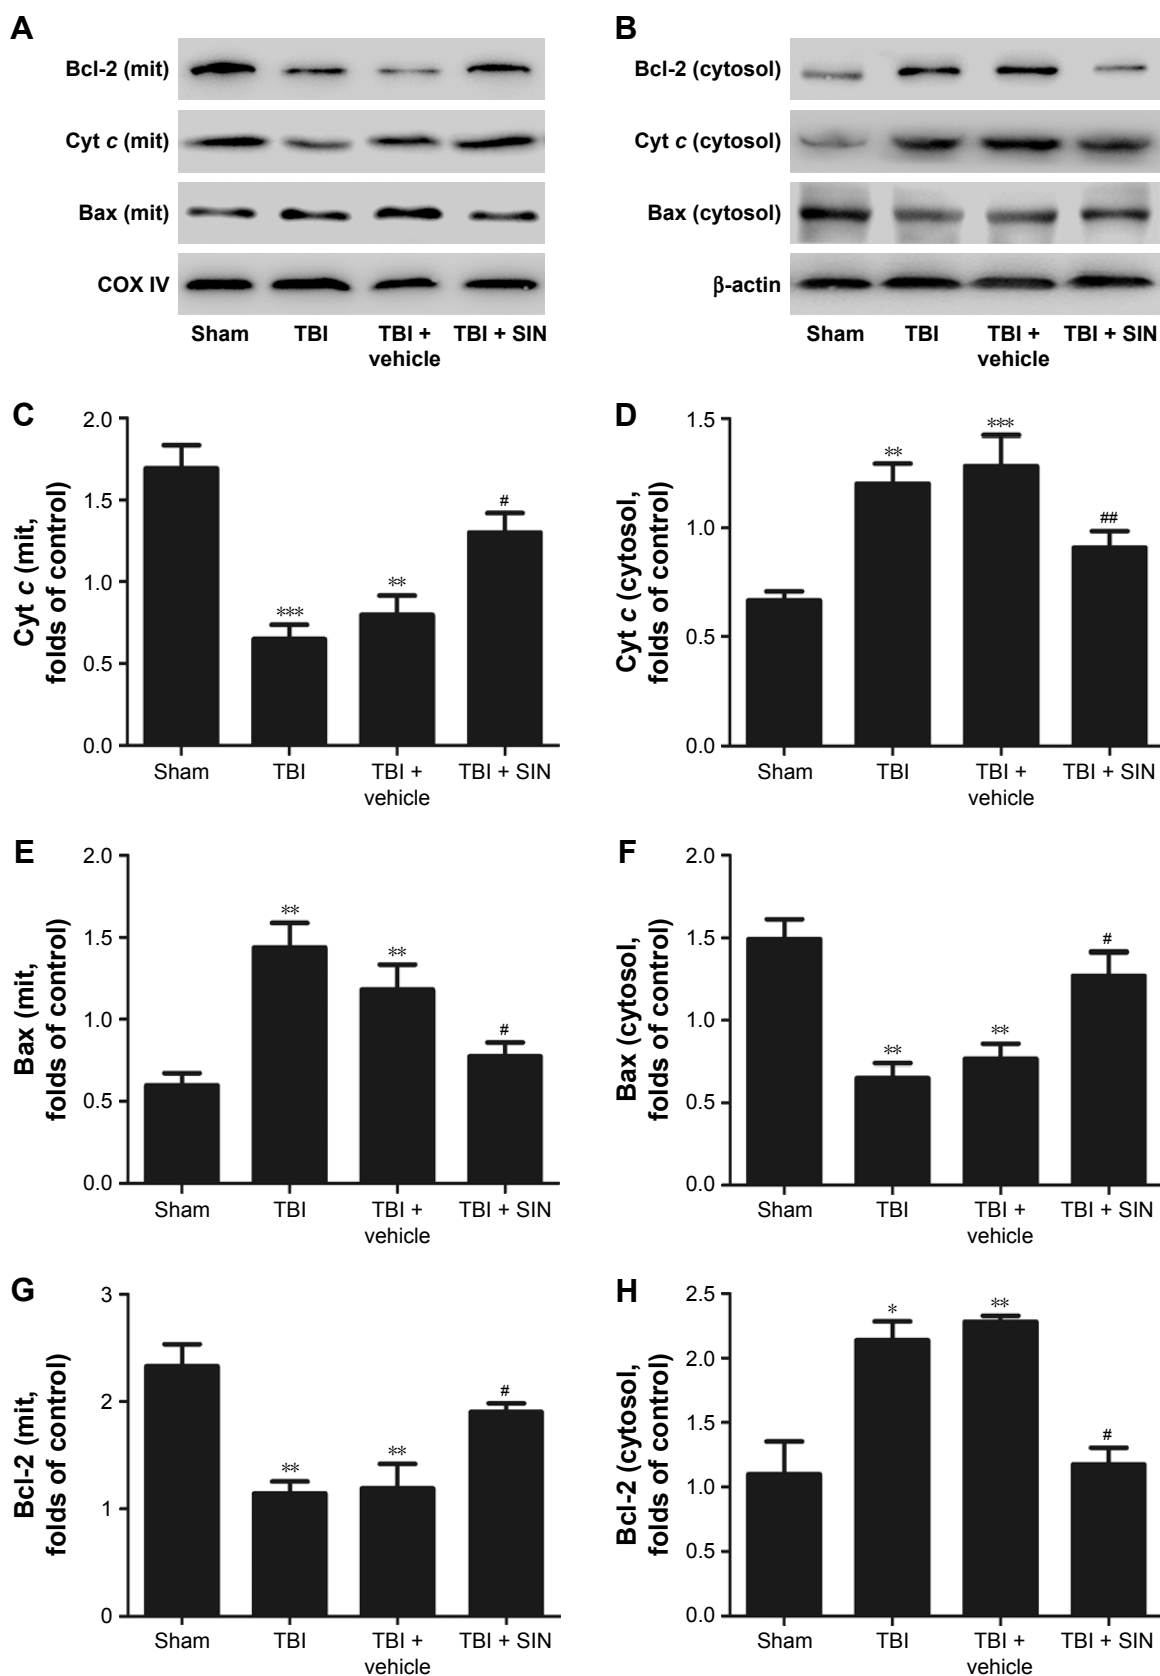 A
Bcl-2 (mit)
Cyt c (mit)
Bax (mit)
COX IV
Sham TBI TBI + TBI + SIN
vehicle
B
Bcl-2 (cytosol)
Cyt c (cytosol)
Bax (cytosol)
β-actin
Sham TBI TBI + TBI + SIN
vehicle
C
Cyt c (mit,
folds of control)
2.0
1.5
1.0
0.5
0.0
***
**
#
Sham TBI TBI + TBI + SIN
vehicle
D
Cyt c (cytosol,
folds of control)
1.5
1.0
0.5
0.0
**
***
##
Sham TBI TBI + TBI + SIN
vehicle
E
Bax (mit,
folds of control)
2.0
1.5
1.0
0.5
0.0
**
**
#
Sham TBI TBI + TBI + SIN
vehicle
F
Bax (cytosol,
folds of control)
2.0
1.5
1.0
0.5
0.0
**
**
#
Sham TBI TBI + TBI + SIN
vehicle
G
Bcl-2 (mit,
folds of control)
3
2
1
0
**
**
#
Sham TBI TBI + TBI + SIN
vehicle
H
Bcl-2 (cytosol,
folds of control)
2.5
2.0
1.5
1.0
0.5
0.0
*
**
#
Sham TBI TBI + TBI + SIN
vehicle